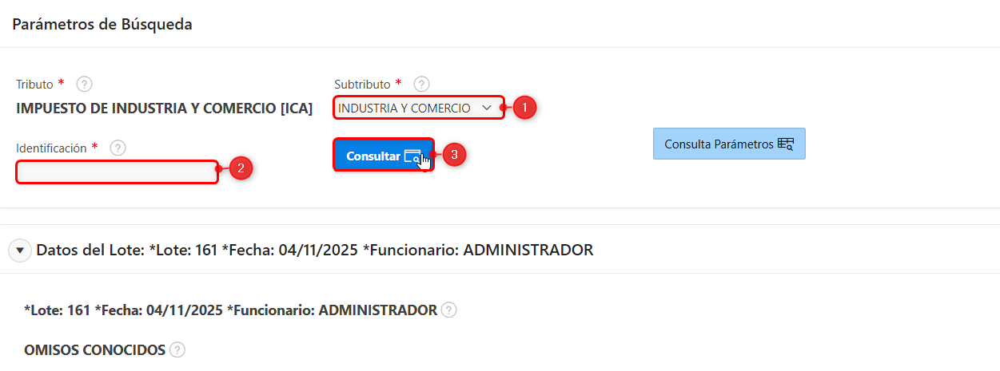 Parámetros de Búsqueda
Tributo * ?
Subtributo * ?
IMPUESTO DE INDUSTRIA Y COMERCIO [ICA]
INDUSTRIA Y COMERCIO
1
Identificación * ?
2
Consultar
3
Consulta Parámetros
Datos del Lote: *Lote: 161 *Fecha: 04/11/2025 *Funcionario: ADMINISTRADOR
*Lote: 161 *Fecha: 04/11/2025 *Funcionario: ADMINISTRADOR ?
OMISOS CONOCIDOS ?